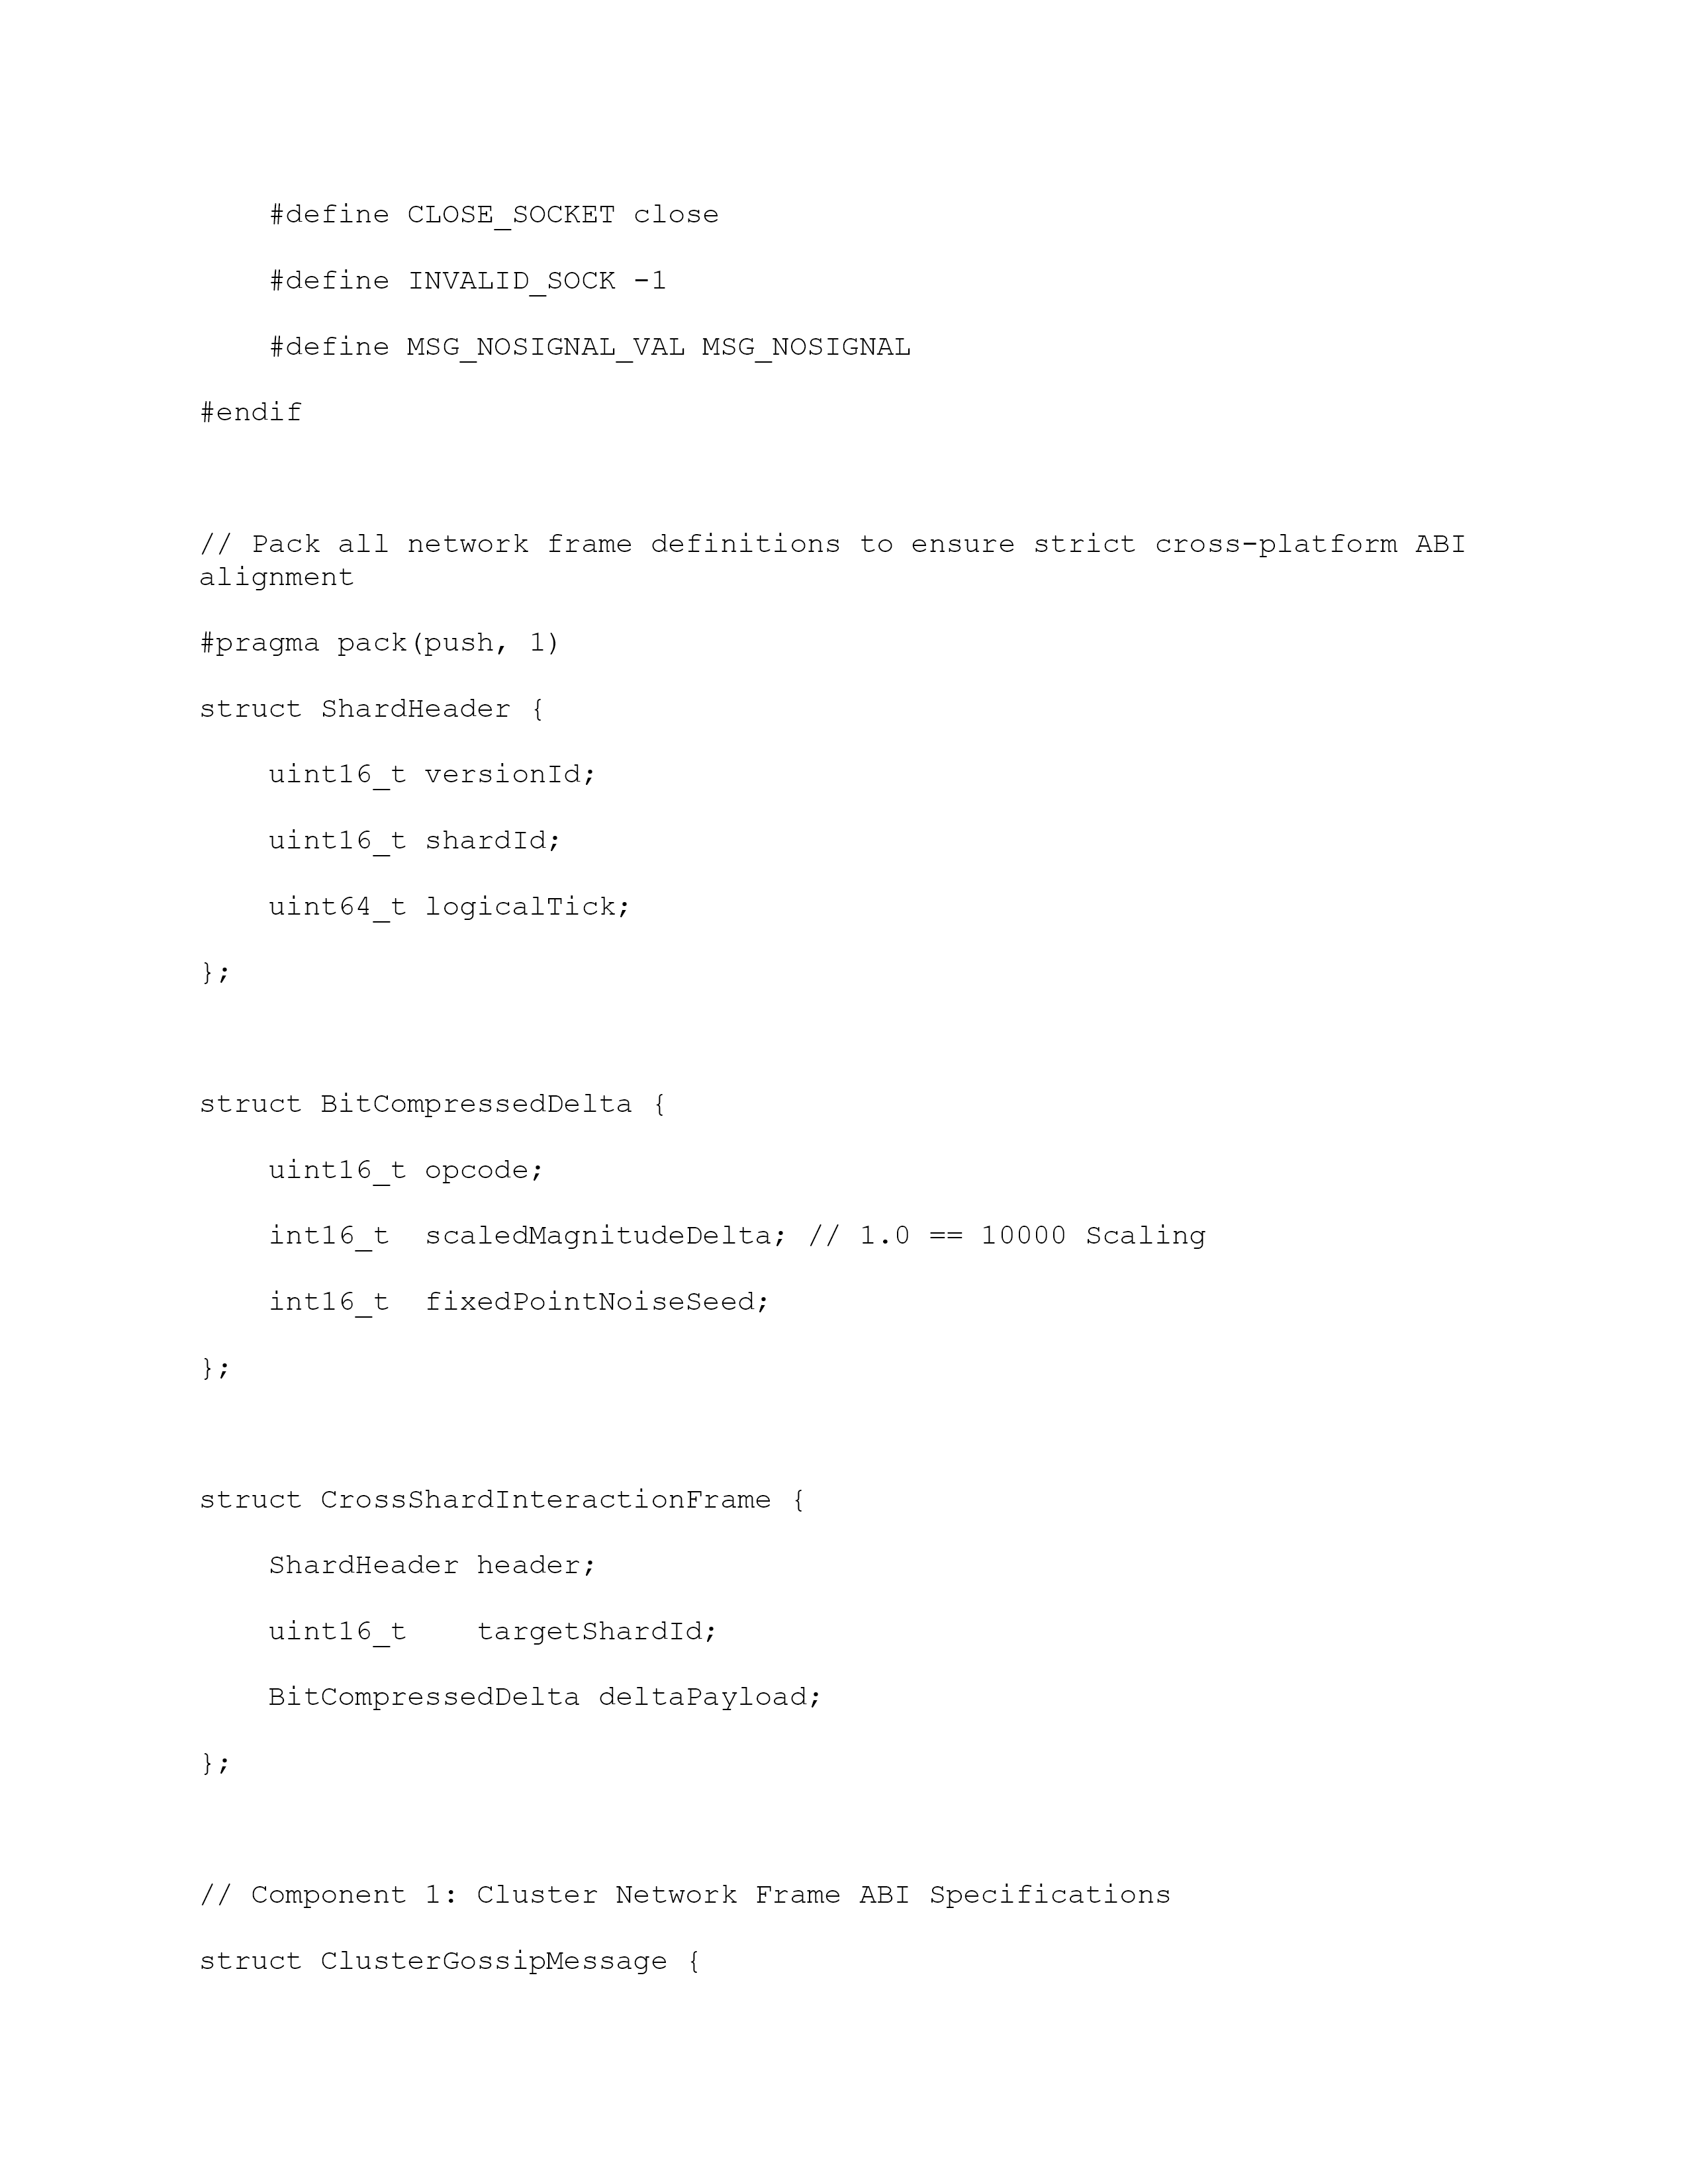 #define CLOSE_SOCKET close
    #define INVALID_SOCK -1
    #define MSG_NOSIGNAL_VAL MSG_NOSIGNAL
#endif
// Pack all network frame definitions to ensure strict cross-platform ABI
alignment
#pragma pack(push, 1)
struct ShardHeader {
    uint16_t versionId;
    uint16_t shardId;
    uint64_t logicalTick;
};
struct BitCompressedDelta {
    uint16_t opcode;
    int16_t  scaledMagnitudeDelta; // 1.0 == 10000 Scaling
    int16_t  fixedPointNoiseSeed;
};
struct CrossShardInteractionFrame {
    ShardHeader header;
    uint16_t    targetShardId;
    BitCompressedDelta deltaPayload;
};
// Component 1: Cluster Network Frame ABI Specifications
struct ClusterGossipMessage {